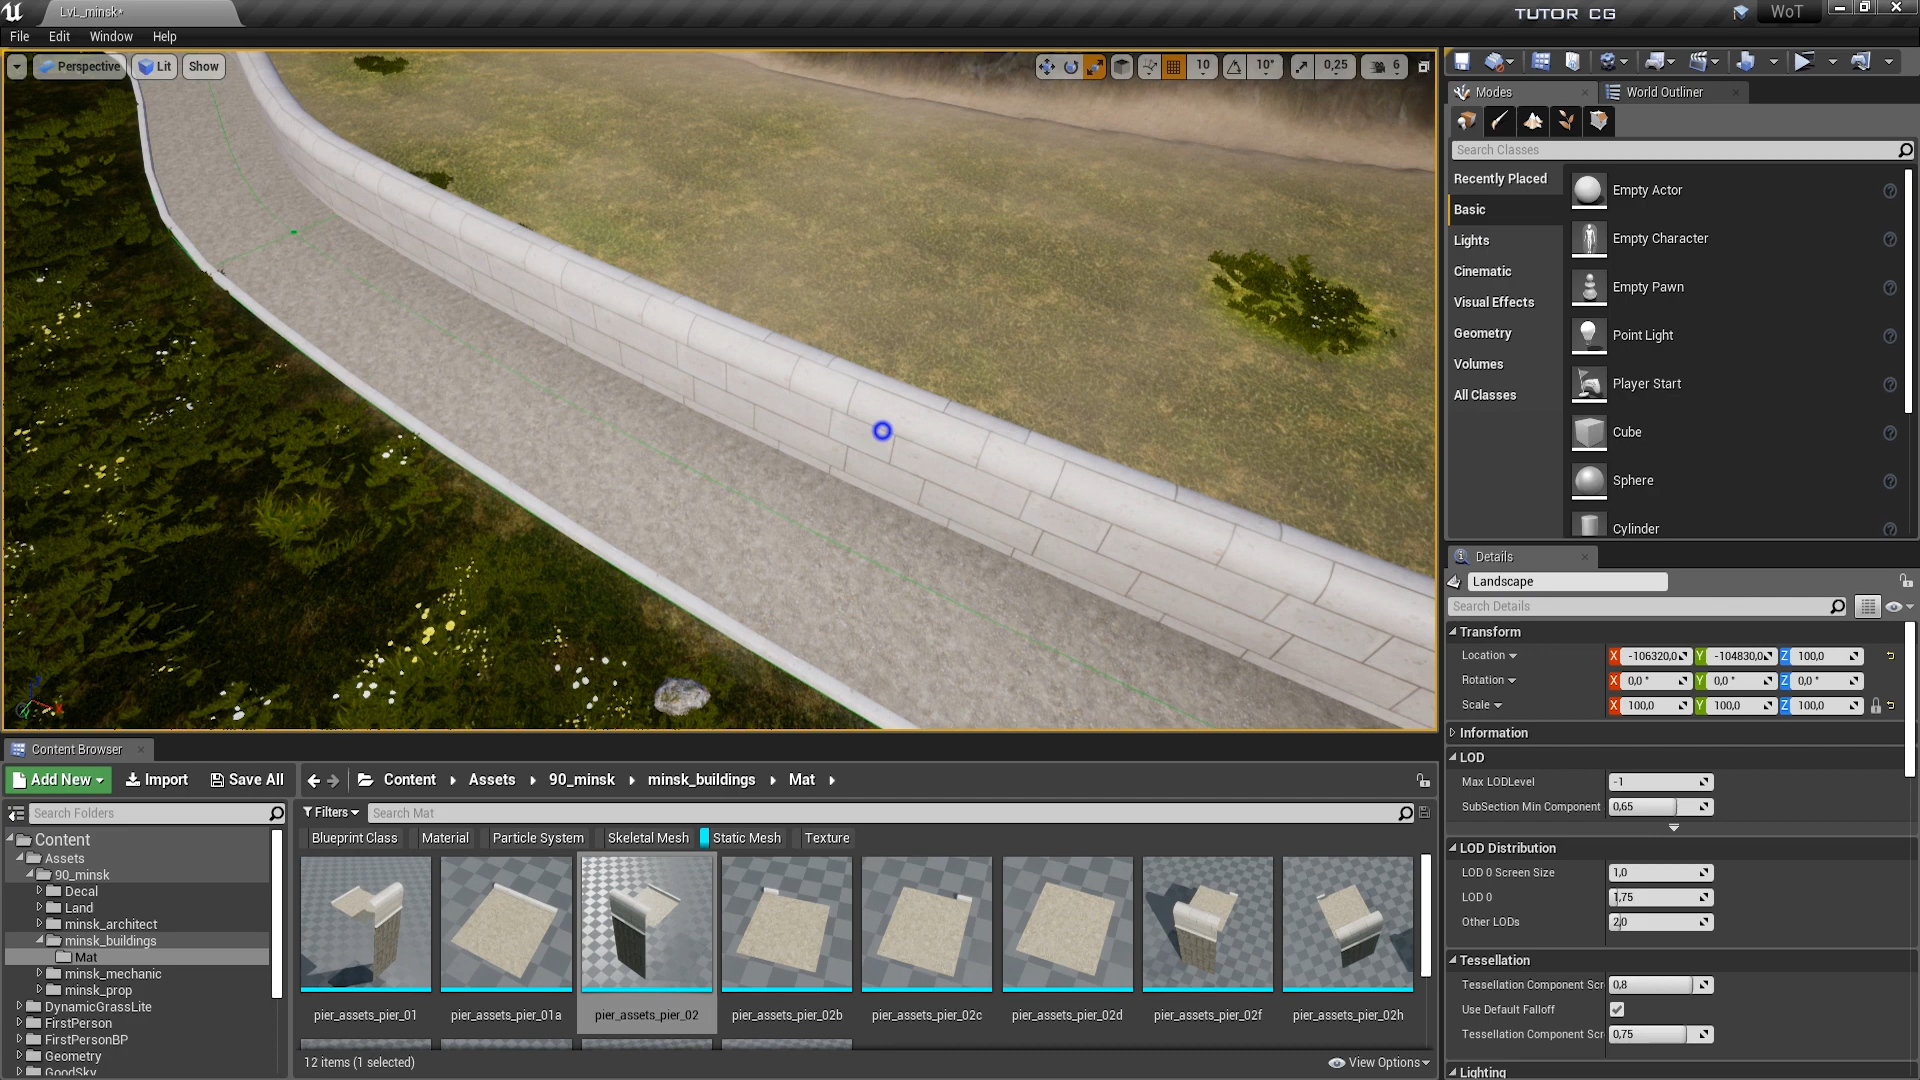 LvL_minsk*
TUTOR CG
WoT
File Edit Window Help
Perspective Lit Show
10 10° 0,25 6
Modes World Outliner
Search Classes
Recently Placed
Basic
Lights
Cinematic
Visual Effects
Geometry
Volumes
All Classes
Empty Actor
Empty Character
Empty Pawn
Point Light
Player Start
Cube
Sphere
Cylinder
Details
Landscape
Search Details
Transform
Location X -106320,0 Y -104830,0 Z 100,0
Rotation X 0,0 ° Y 0,0 ° Z 0,0 °
Scale X 100,0 Y 100,0 Z 100,0
Information
LOD
Max LODLevel -1
SubSection Min Component 0,65
LOD Distribution
LOD 0 Screen Size 1,0
LOD 0 1,75
Other LODs 2,0
Tessellation
Tessellation Component Scr 0,8
Use Default Falloff
Tessellation Component Scr 0,75
Lighting
Content Browser
Add New Import Save All Content Assets 90_minsk minsk_buildings Mat
Search Folders
Filters Search Mat
Blueprint Class Material Particle System Skeletal Mesh Static Mesh Texture
Content
Assets
90_minsk
Decal
Land
minsk_architect
minsk_buildings
Mat
minsk_mechanic
minsk_prop
DynamicGrassLite
FirstPerson
FirstPersonBP
Geometry
GoodSky
pier_assets_pier_01 pier_assets_pier_01a pier_assets_pier_02 pier_assets_pier_02b pier_assets_pier_02c pier_assets_pier_02d pier_assets_pier_02f pier_assets_pier_02h
12 items (1 selected) View Options